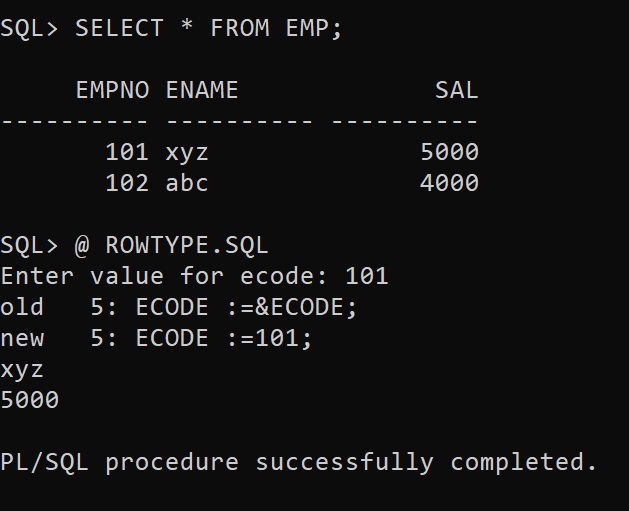 SQL> SELECT * FROM EMP;
     EMPNO ENAME             SAL
---------- ---------- ----------
       101 xyz              5000
       102 abc              4000
SQL> @ ROWTYPE.SQL
Enter value for ecode: 101
old   5: ECODE :=&ECODE;
new   5: ECODE :=101;
xyz
5000
PL/SQL procedure successfully completed.